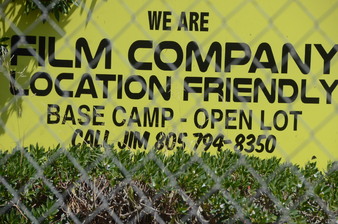 WE ARE
FILM COMPANY
LOCATION FRIENDLY
BASE CAMP - OPEN LOT
CALL JIM 805 794-8350